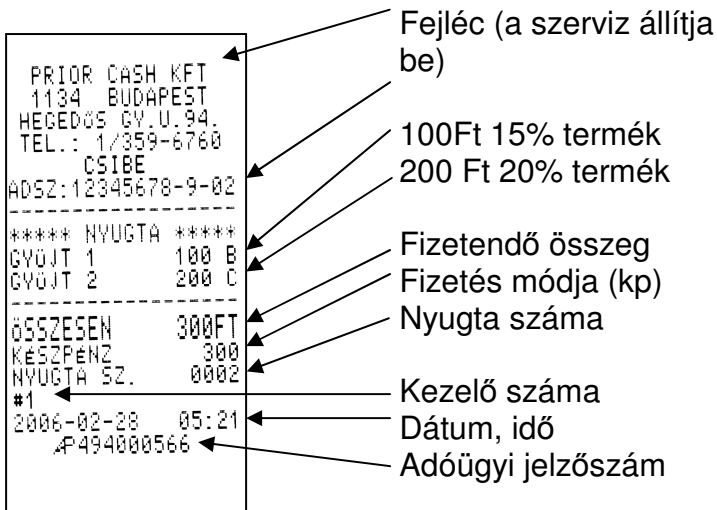 PRIOR CASH KFT
1134 BUDAPEST
HEGEDűS GY.U.94.
TEL.: 1/359-6760
CSIBE
ADSZ:12345678-9-02
***** NYUGTA *****
GYűJT 1 100 B
GYűJT 2 200 C
öSSZESEN 300FT
KéSZPéNZ 300
NYUGTA SZ. 0002
#1
2006-02-28 05:21
AP494000566
Fejléc (a szerviz állítja
be)
100Ft 15% termék
200 Ft 20% termék
Fizetendő összeg
Fizetés módja (kp)
Nyugta száma
Kezelő száma
Dátum, idő
Adóügyi jelzőszám